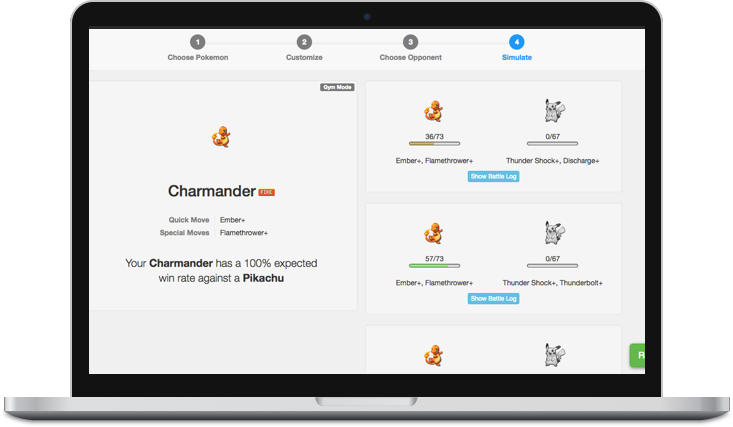 1 2 3 4
Choose Pokemon Customize Choose Opponent Simulate
Gym Mode
Charmander FIRE
Quick Move Ember+
Special Moves Flamethrower+
Your Charmander has a 100% expected
win rate against a Pikachu
36/73 0/67
Ember+, Flamethrower+ Thunder Shock+, Discharge+
Show Battle Log
57/73 0/67
Ember+, Flamethrower+ Thunder Shock+, Thunderbolt+
Show Battle Log